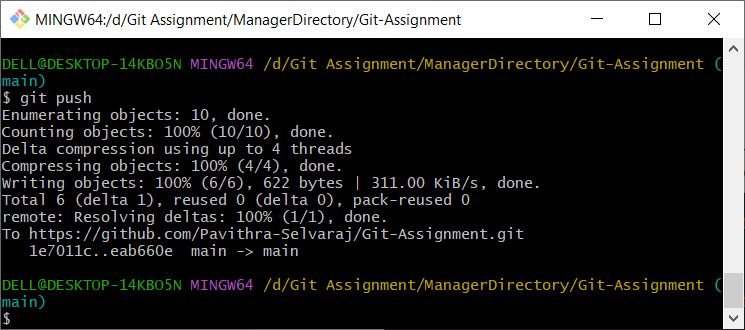 MINGW64:/d/Git Assignment/ManagerDirectory/Git-Assignment
DELL@DESKTOP-14KBO5N MINGW64 /d/Git Assignment/ManagerDirectory/Git-Assignment (
main)
$ git push
Enumerating objects: 10, done.
Counting objects: 100% (10/10), done.
Delta compression using up to 4 threads
Compressing objects: 100% (4/4), done.
Writing objects: 100% (6/6), 622 bytes | 311.00 KiB/s, done.
Total 6 (delta 1), reused 0 (delta 0), pack-reused 0
remote: Resolving deltas: 100% (1/1), done.
To https://github.com/Pavithra-Selvaraj/Git-Assignment.git
   1e7011c..eab660e  main -> main
DELL@DESKTOP-14KBO5N MINGW64 /d/Git Assignment/ManagerDirectory/Git-Assignment (
main)
$